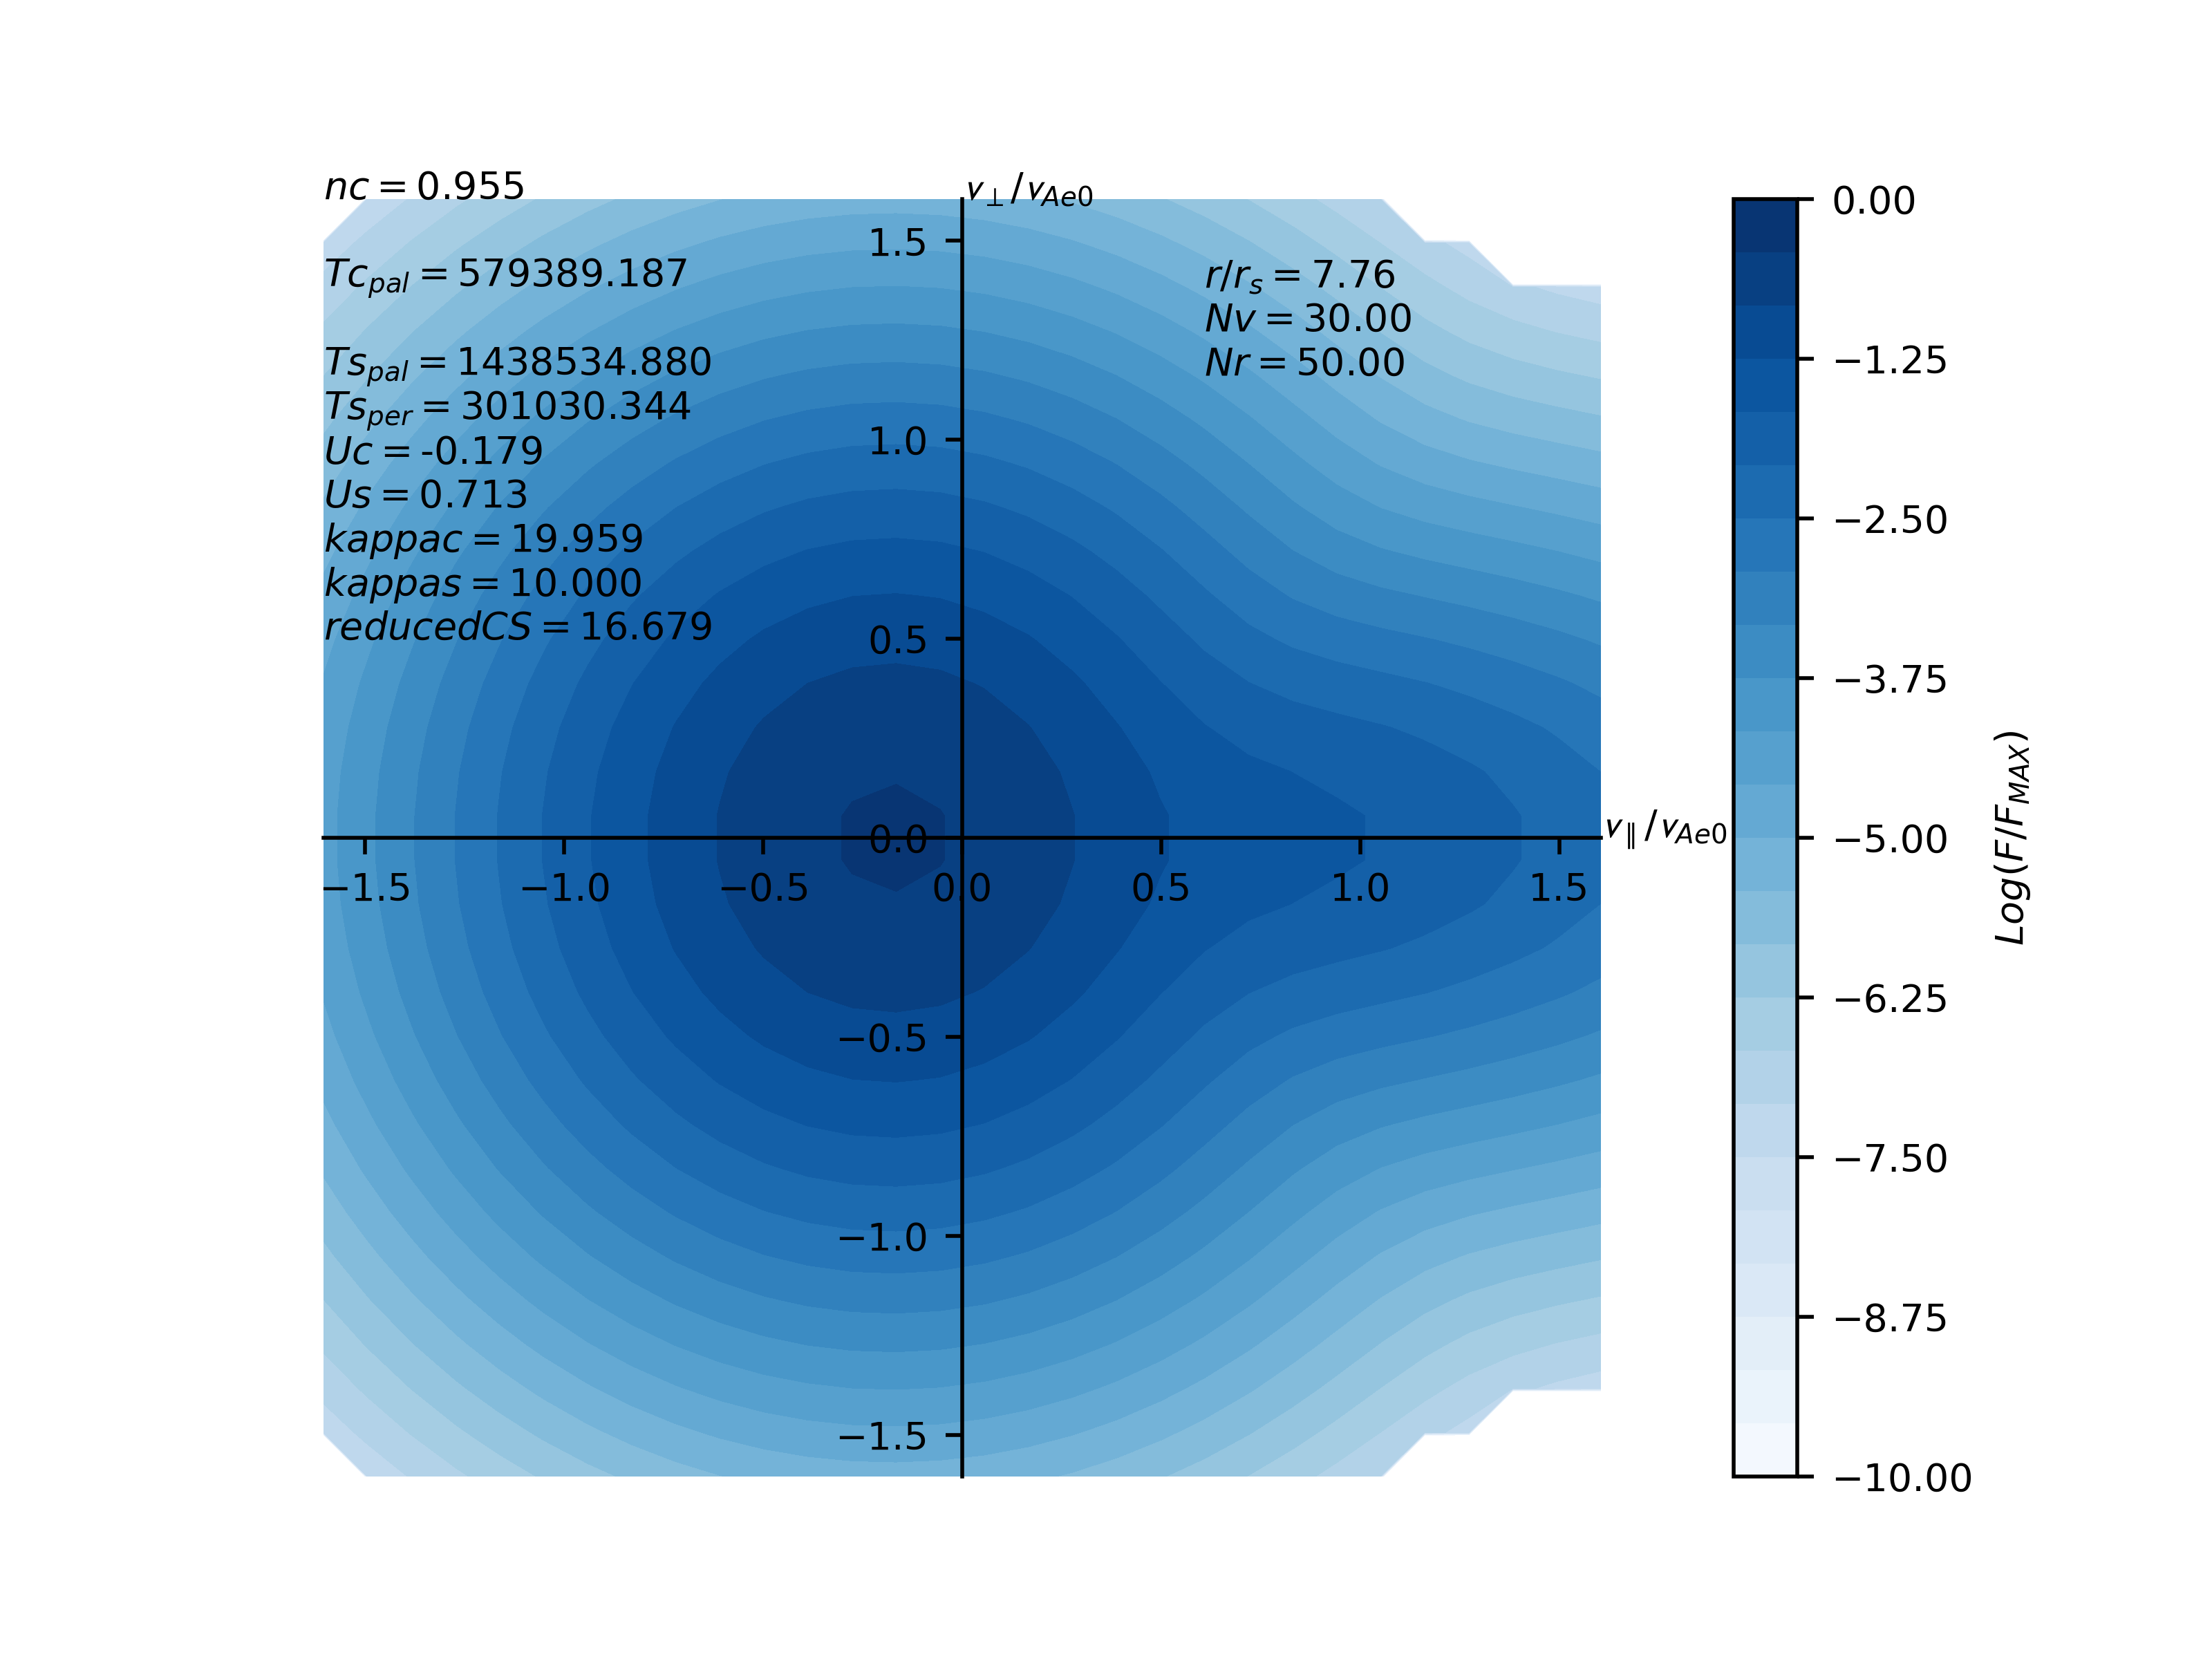 nc = 0.955
v⊥/vAe0
Tcpal = 579389.187
Tspal = 1438534.880
Tsper = 301030.344
Uc = -0.179
Us = 0.713
kappac = 19.959
kappas = 10.000
reducedCS = 16.679
r/rs = 7.76
Nv = 30.00
Nr = 50.00
1.5
1.0
0.5
0.0
−0.5
−1.0
−1.5
−1.5 −1.0 −0.5 0.0 0.5 1.0 1.5
v∥/vAe0
0.00
−1.25
−2.50
−3.75
−5.00
−6.25
−7.50
−8.75
−10.00
Log(F/FMAX)